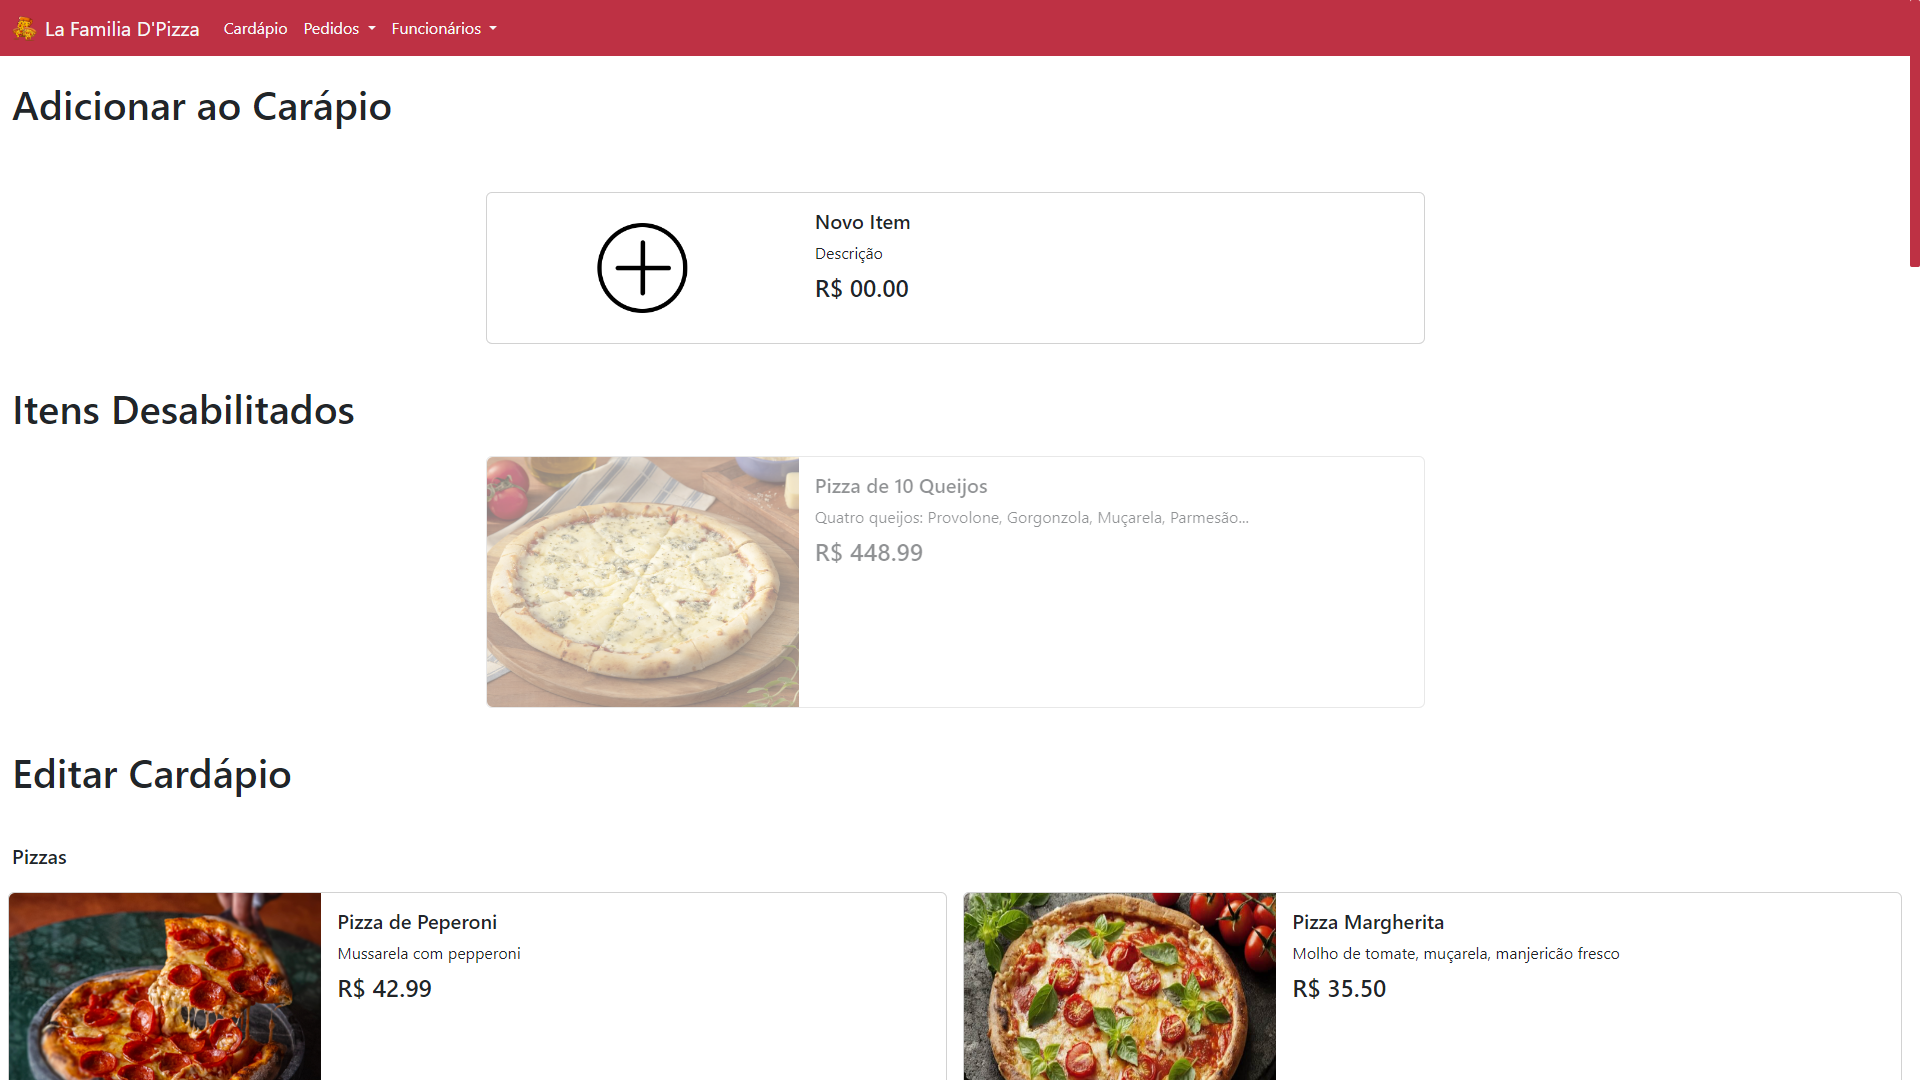 La Familia D'Pizza Cardápio Pedidos Funcionários
Adicionar ao Carápio
Novo Item
Descrição
R$ 00.00
Itens Desabilitados
Pizza de 10 Queijos
Quatro queijos: Provolone, Gorgonzola, Muçarela, Parmesão...
R$ 448.99
Editar Cardápio
Pizzas
Pizza de Peperoni
Mussarela com pepperoni
R$ 42.99
Pizza Margherita
Molho de tomate, muçarela, manjericão fresco
R$ 35.50